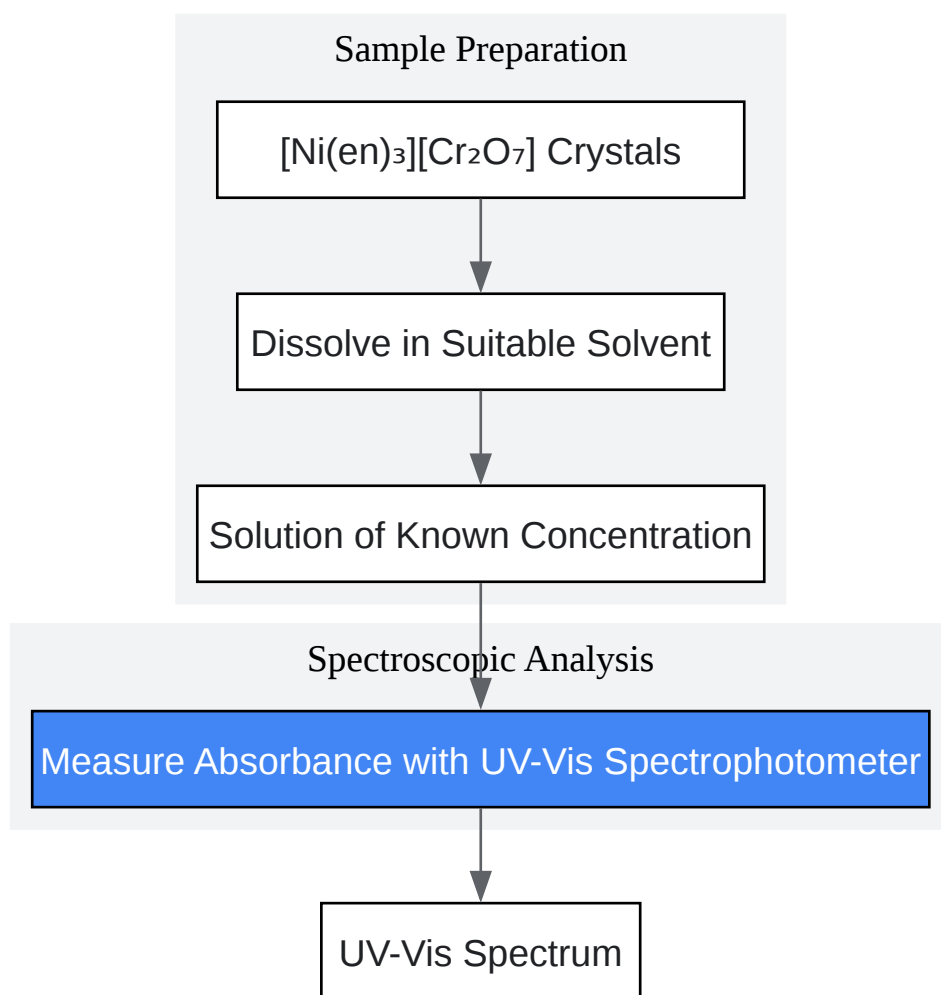 Sample Preparation
[Ni(en)₃][Cr₂O₇] Crystals
Dissolve in Suitable Solvent
Solution of Known Concentration
Spectroscopic Analysis
Measure Absorbance with UV-Vis Spectrophotometer
UV-Vis Spectrum